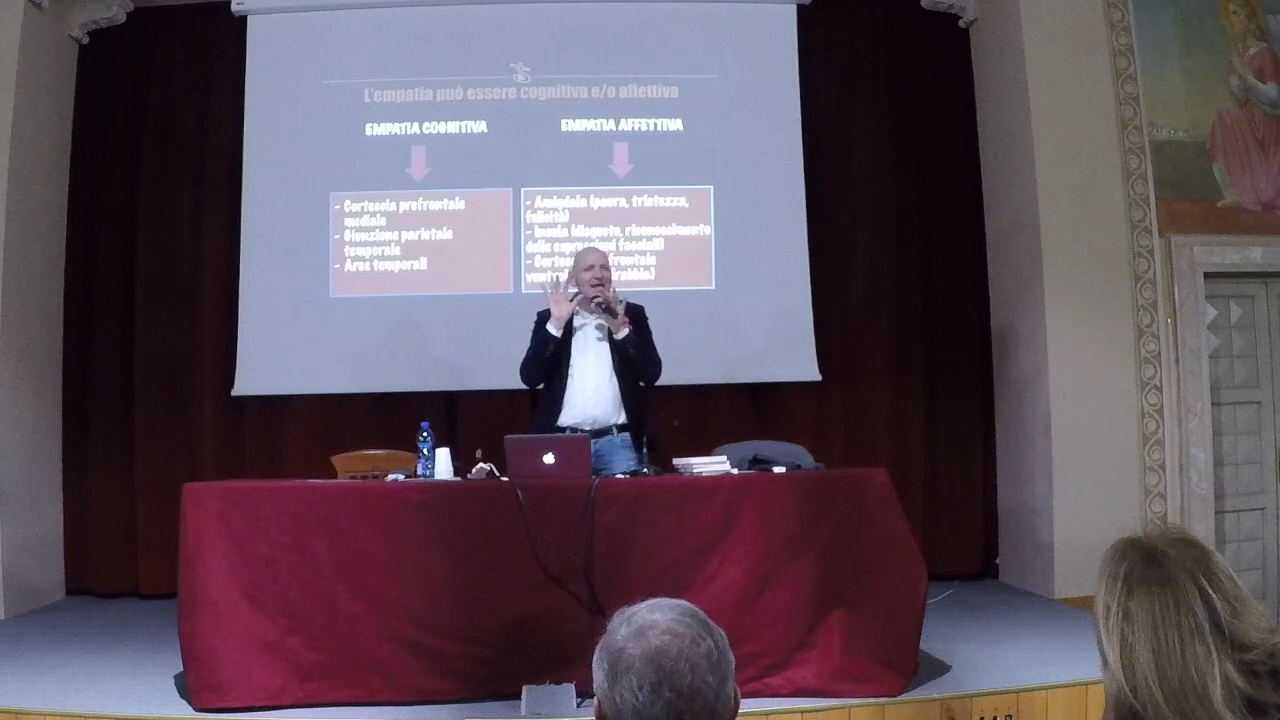 L'empatia può essere cognitiva e/o affettiva
EMPATIA COGNITIVA
EMPATIA AFFETTIVA
- Corteccia prefrontale
mediale
- Giunzione parietale
temporale
- Aree temporali
- Amigdala (paura, tristezza,
felicità)
- Insula (disgusto, riconoscimento
delle espressioni facciali)